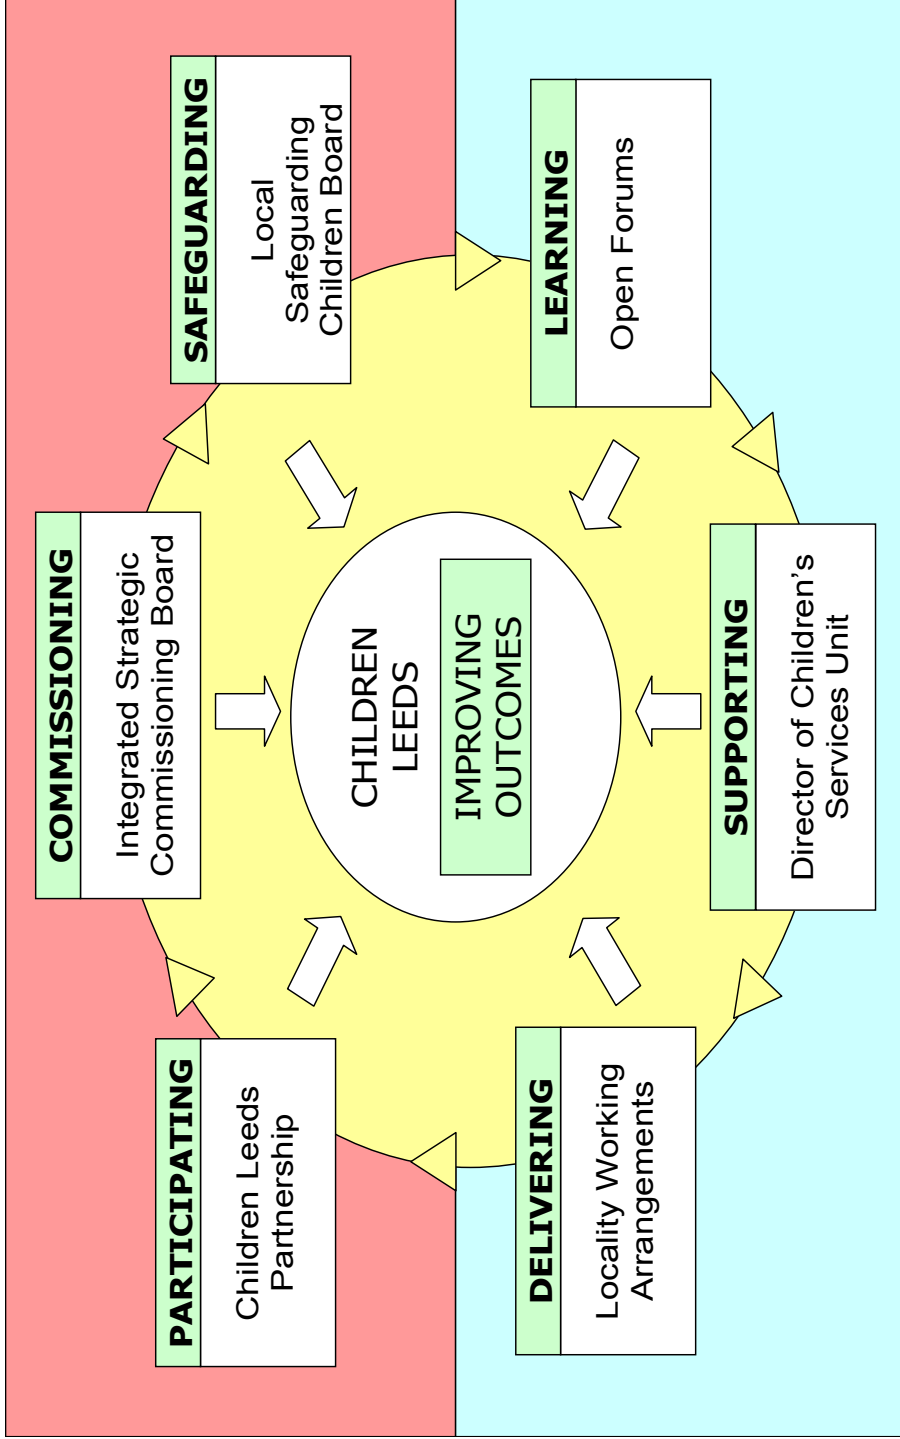 COMMISSIONING
Integrated Strategic
Commissioning Board
PARTICIPATING
Children Leeds
Partnership
SAFEGUARDING
Local
Safeguarding
Children Board
CHILDREN
LEEDS
IMPROVING
OUTCOMES
DELIVERING
Locality Working
Arrangements
LEARNING
Open Forums
SUPPORTING
Director of Children’s
Services Unit